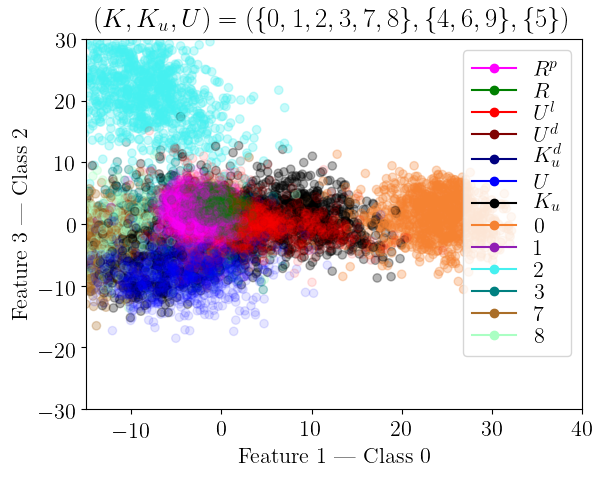 (K, K_u, U) = ({0, 1, 2, 3, 7, 8}, {4, 6, 9}, {5})
30
20
10
0
−10
−20
−30
Feature 3 — Class 2
R^p
R
U^l
U^d
K_u^d
U
K_u
0
1
2
3
7
8
−10
0
10
20
30
40
Feature 1 — Class 0